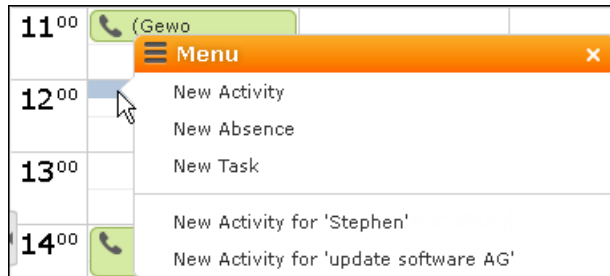 11⁰⁰
(Gewo
Menu ×
12⁰⁰
New Activity
New Absence
13⁰⁰
New Task
14⁰⁰
New Activity for 'Stephen'
New Activity for 'update software AG'